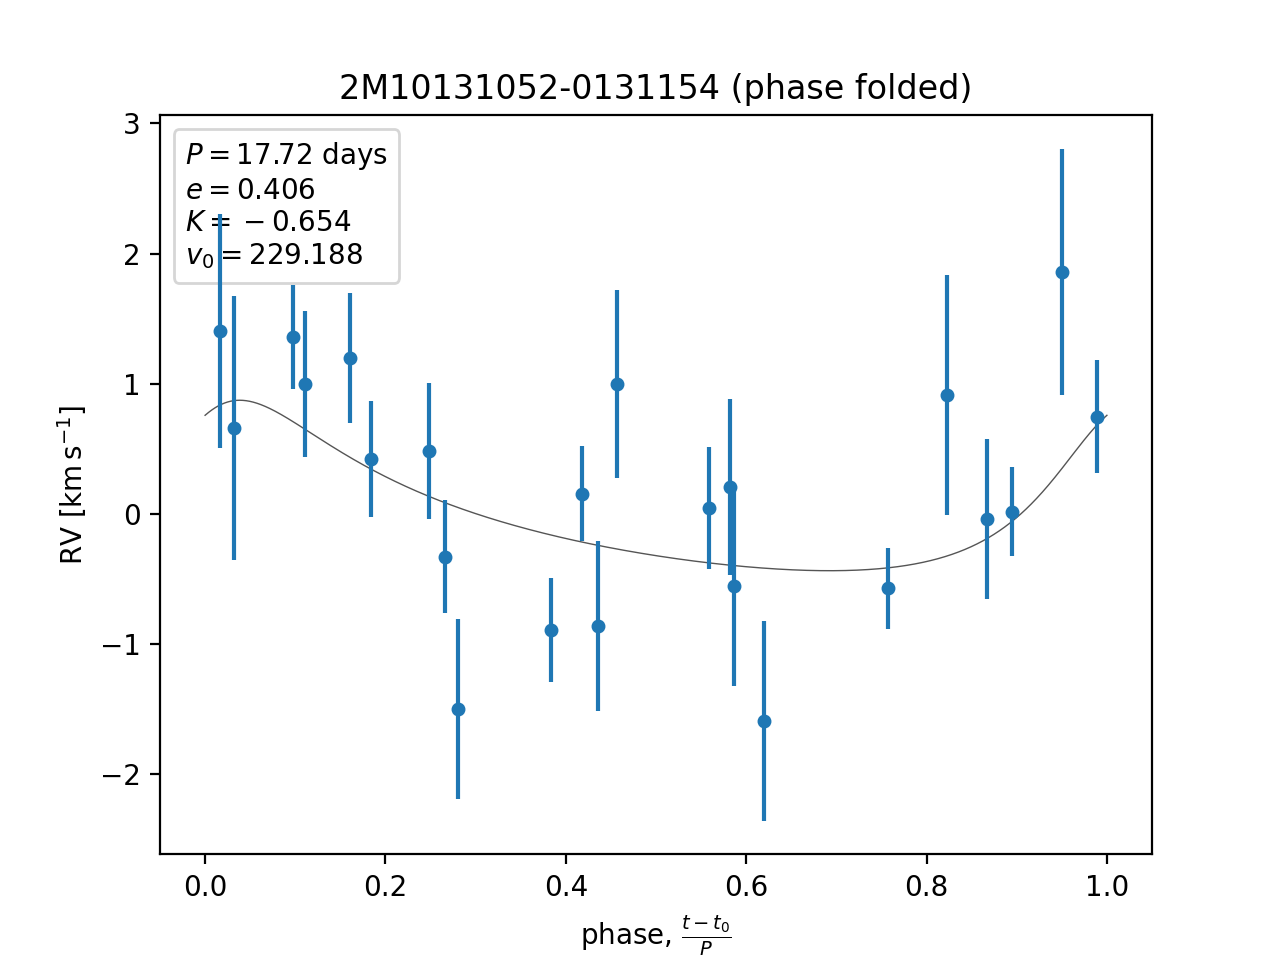 2M10131052-0131154 (phase folded)
P = 17.72 days
e = 0.406
K = −0.654
v₀ = 229.188
3
2
1
0
−1
−2
RV [km s⁻¹]
0.0 0.2 0.4 0.6 0.8 1.0
phase, (t − t₀)/P